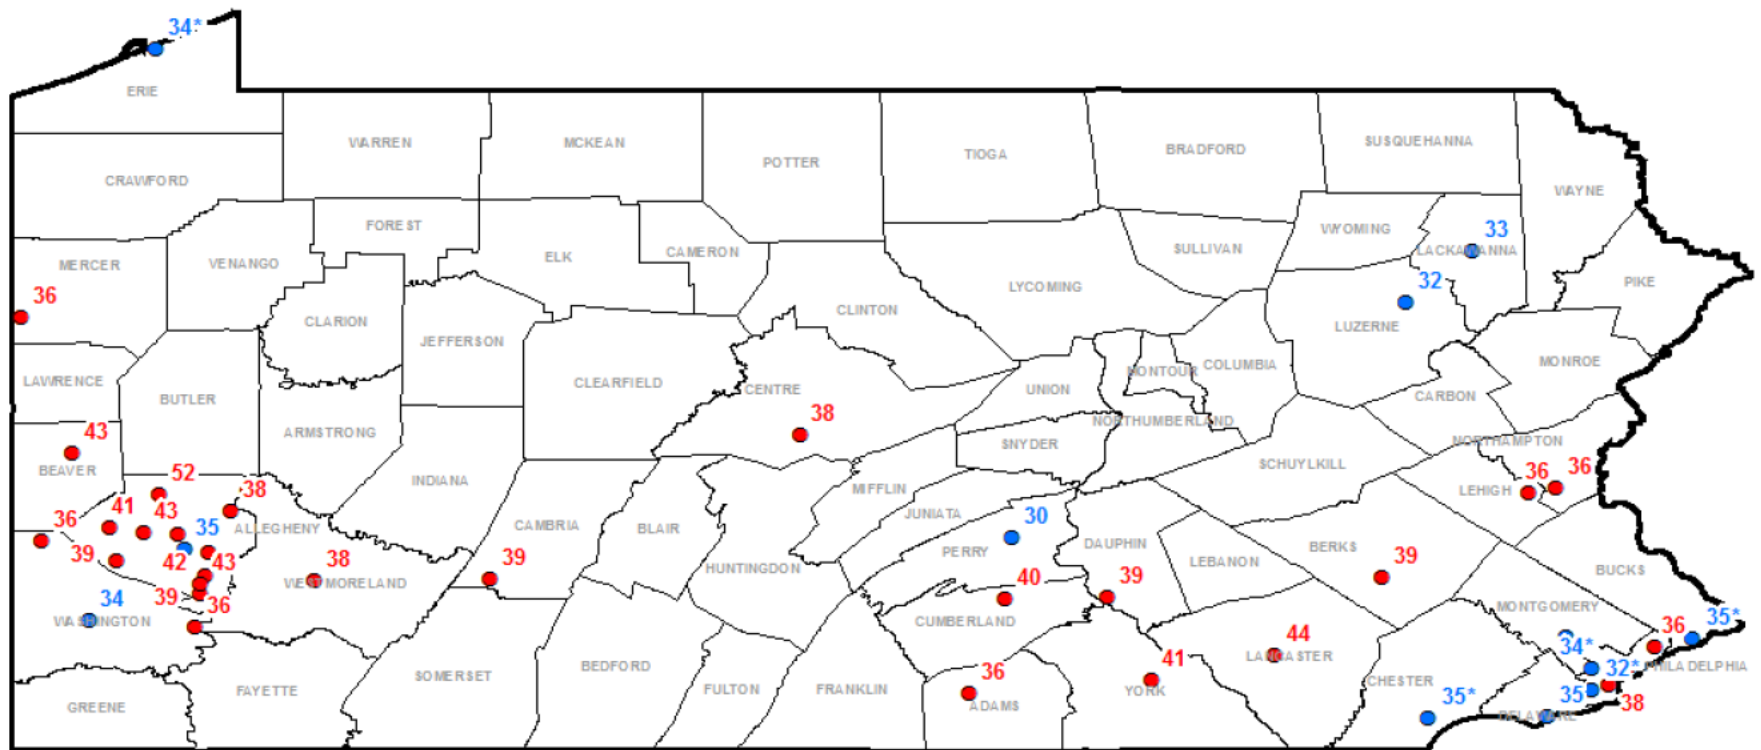 34*
ERIE
WARREN
MCKEAN
POTTER
TIOGA
BRADFORD
SUSQUEHANNA
CRAWFORD
WAYNE
FOREST
WYOMING
33
LACKAWANNA
MERCER
VENANGO
ELK
CAMERON
SULLIVAN
36
LYCOMING
32
PIKE
CLARION
CLINTON
LUZERNE
JEFFERSON
LAWRENCE
BUTLER
CLEARFIELD
CENTRE
UNION
MONTOUR
COLUMBIA
MONROE
CARBON
38
43
ARMSTRONG
SNYDER
NORTHUMBERLAND
NORTHAMPTON
BEAVER
52
INDIANA
SCHUYLKILL
36
36
38
MIFFLIN
LEHIGH
41
43
36
35
ALLEGHENY
CAMBRIA
BLAIR
JUNIATA
30
PERRY
DAUPHIN
LEBANON
BERKS
39
42
43
38
WESTMORELAND
39
HUNTINGDON
40
39
39
BUCKS
34
39
36
WASHINGTON
CUMBERLAND
MONTGOMERY
35*
36
44
LANCASTER
34*
PHILADELPHIA
SOMERSET
BEDFORD
41
32*
36
FAYETTE
FULTON
FRANKLIN
YORK
CHESTER
35*
35
38
GREENE
ADAMS
DELAWARE